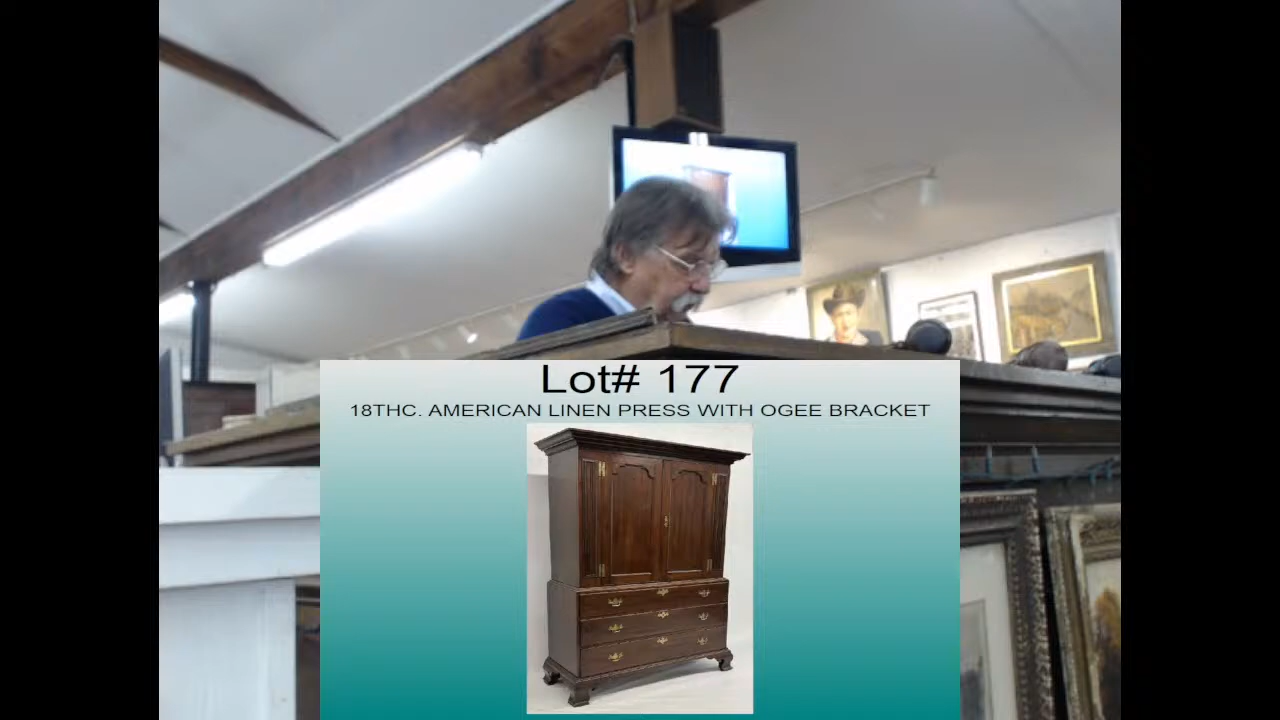 Lot# 177
18THC. AMERICAN LINEN PRESS WITH OGEE BRACKET